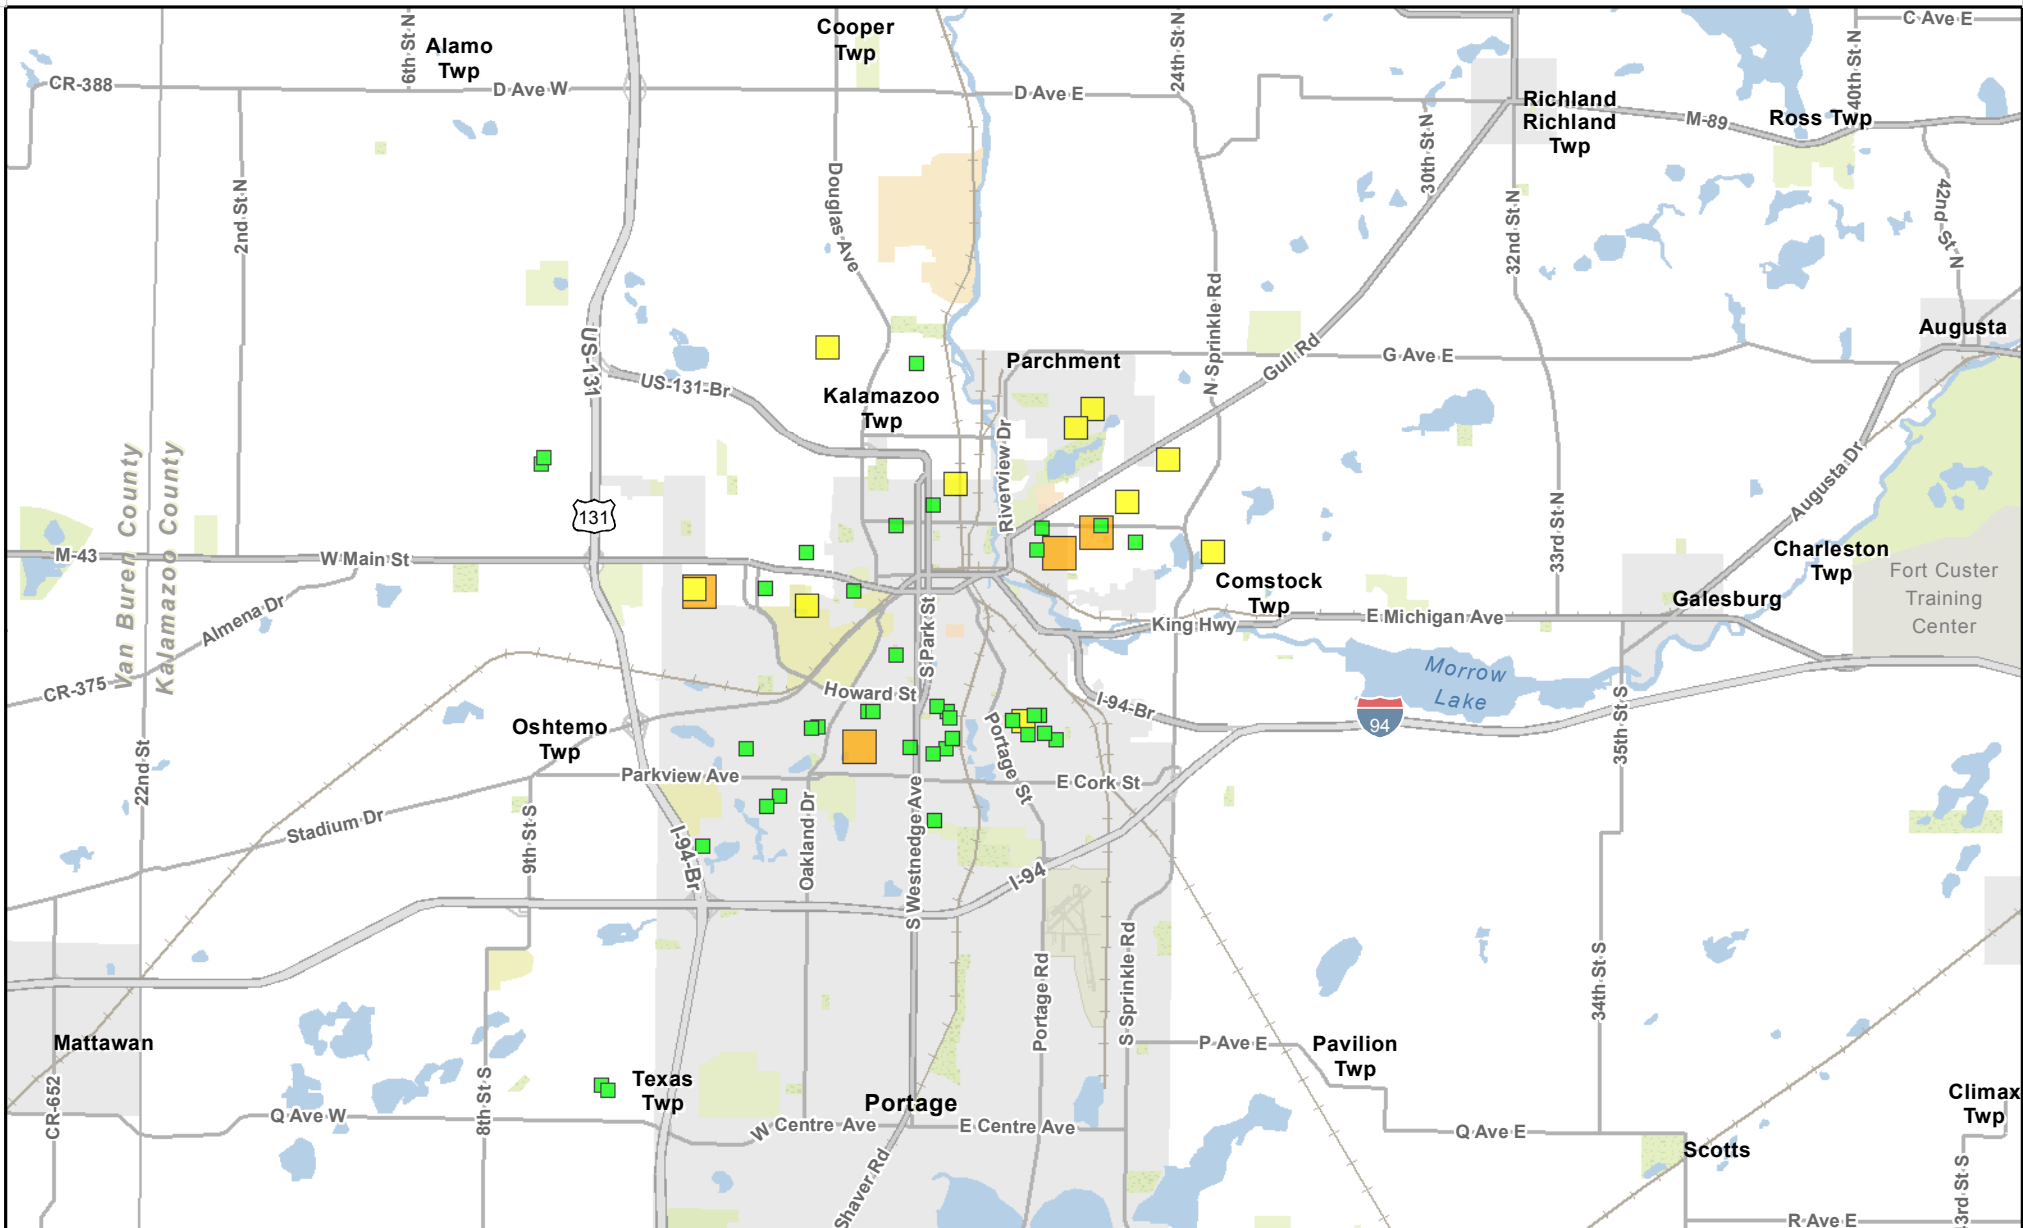 6th St N
Alamo
Twp
Cooper
Twp
24th St N
C Ave E
40th St N
CR-388
D Ave W
D Ave E
Richland
Richland
Twp
M-89
Ross Twp
30th St N
2nd St N
Douglas Ave
32nd St N
42nd St N
N Sprinkle Rd
US-131
US-131-Br
Kalamazoo
Twp
Parchment
Gull Rd
G Ave E
Augusta
Riverview Dr
Van Buren County
Kalamazoo County
131
33rd St N
Augusta Dr
M-43
W Main St
Comstock
Twp
Charleston
Twp
Fort Custer
Training
Center
Galesburg
Almena Dr
King Hwy
E Michigan Ave
S Park St
Morrow
Lake
CR-375
Howard St
I-94-Br
94
35th St S
Oshtemo
Twp
Portage St
22nd St
Parkview Ave
E Cork St
Stadium Dr
9th St S
I-94-Br
Oakland Dr
S Westnedge Ave
I-94
Portage Rd
S Sprinkle Rd
34th St S
Mattawan
P Ave E
Pavilion
Twp
CR-652
8th St S
Texas
Twp
Q Ave W
Portage
W Centre Ave
E Centre Ave
Q Ave E
Climax
Twp
Scotts
Shaver Rd
3rd St S
R Ave E